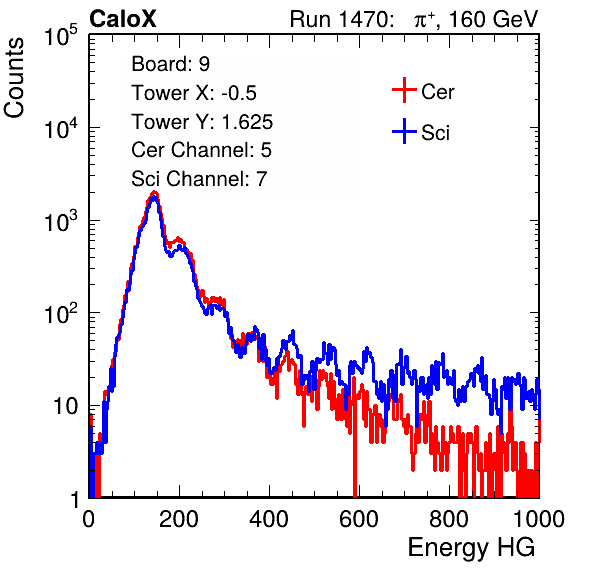 CaloX Run 1470: π⁺, 160 GeV
Counts
Board: 9
Tower X: -0.5
Tower Y: 1.625
Cer Channel: 5
Sci Channel: 7
Cer
Sci
10⁵
10⁴
10³
10²
10
1
0 200 400 600 800 1000
Energy HG